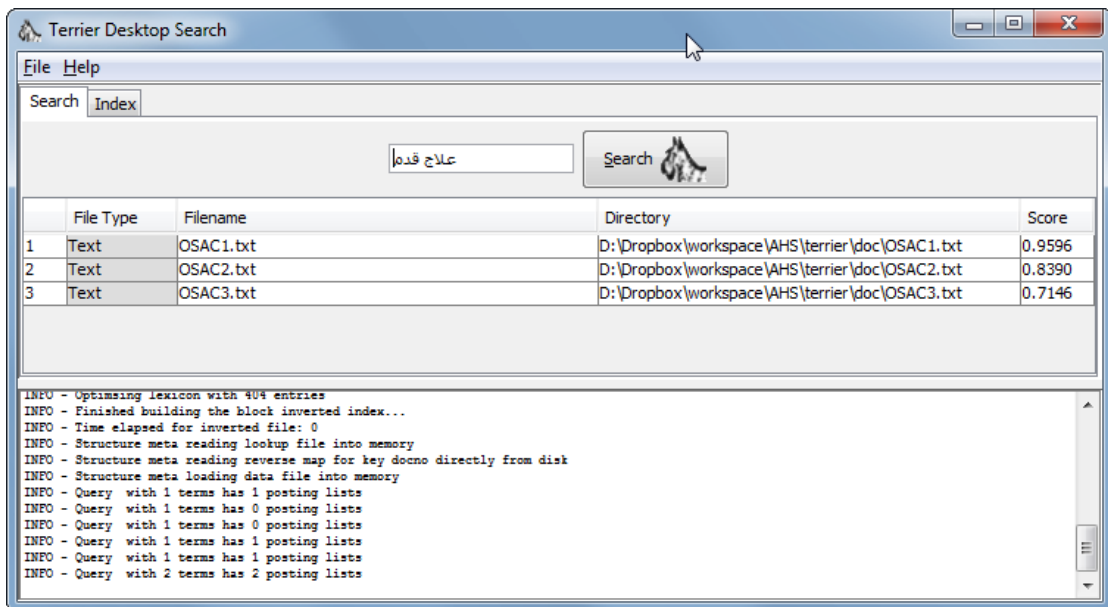 Terrier Desktop Search
File Help
Search Index
علاج قدم Search
File Type Filename Directory Score
1 Text OSAC1.txt D:\Dropbox\workspace\AHS\terrier\doc\OSAC1.txt 0.9596
2 Text OSAC2.txt D:\Dropbox\workspace\AHS\terrier\doc\OSAC2.txt 0.8390
3 Text OSAC3.txt D:\Dropbox\workspace\AHS\terrier\doc\OSAC3.txt 0.7146
INFO - Optimsing lexicon with 404 entries
INFO - Finished building the block inverted index...
INFO - Time elapsed for inverted file: 0
INFO - Structure meta reading lookup file into memory
INFO - Structure meta reading reverse map for key docno directly from disk
INFO - Structure meta loading data file into memory
INFO - Query with 1 terms has 1 posting lists
INFO - Query with 1 terms has 0 posting lists
INFO - Query with 1 terms has 0 posting lists
INFO - Query with 1 terms has 1 posting lists
INFO - Query with 1 terms has 1 posting lists
INFO - Query with 2 terms has 2 posting lists